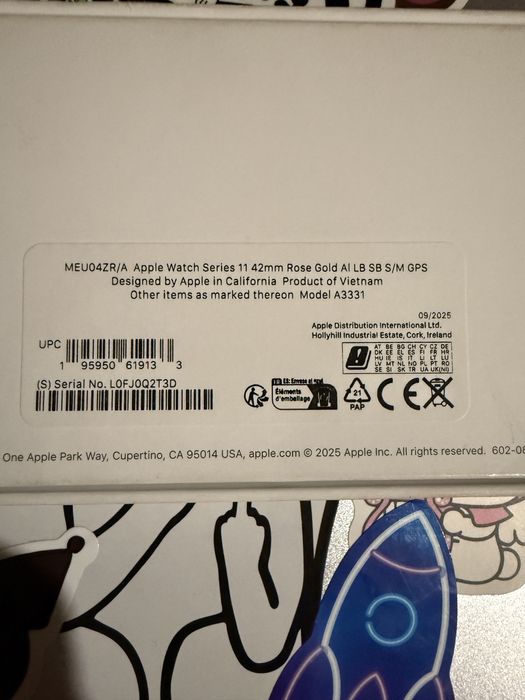 MEU04ZR/A Apple Watch Series 11 42mm Rose Gold Al LB SB S/M GPS
Designed by Apple in California Product of Vietnam
Other items as marked thereon Model A3331
09/2025
Apple Distribution International Ltd.
Hollyhill Industrial Estate, Cork, Ireland
UPC
1 95950 61913 3
AT BE BG CH CY CZ DE
DK EE EL ES FI FR HR
HU IE IS IT LI LT LU
LV MT NL NO PL PT RO
SE SI SK TR UA UK(NI)
(S) Serial No. L0FJ0Q2T3D
Éléments
d'emballage
21
PAP
CE
One Apple Park Way, Cupertino, CA 95014 USA, apple.com © 2025 Apple Inc. All rights reserved. 602-08